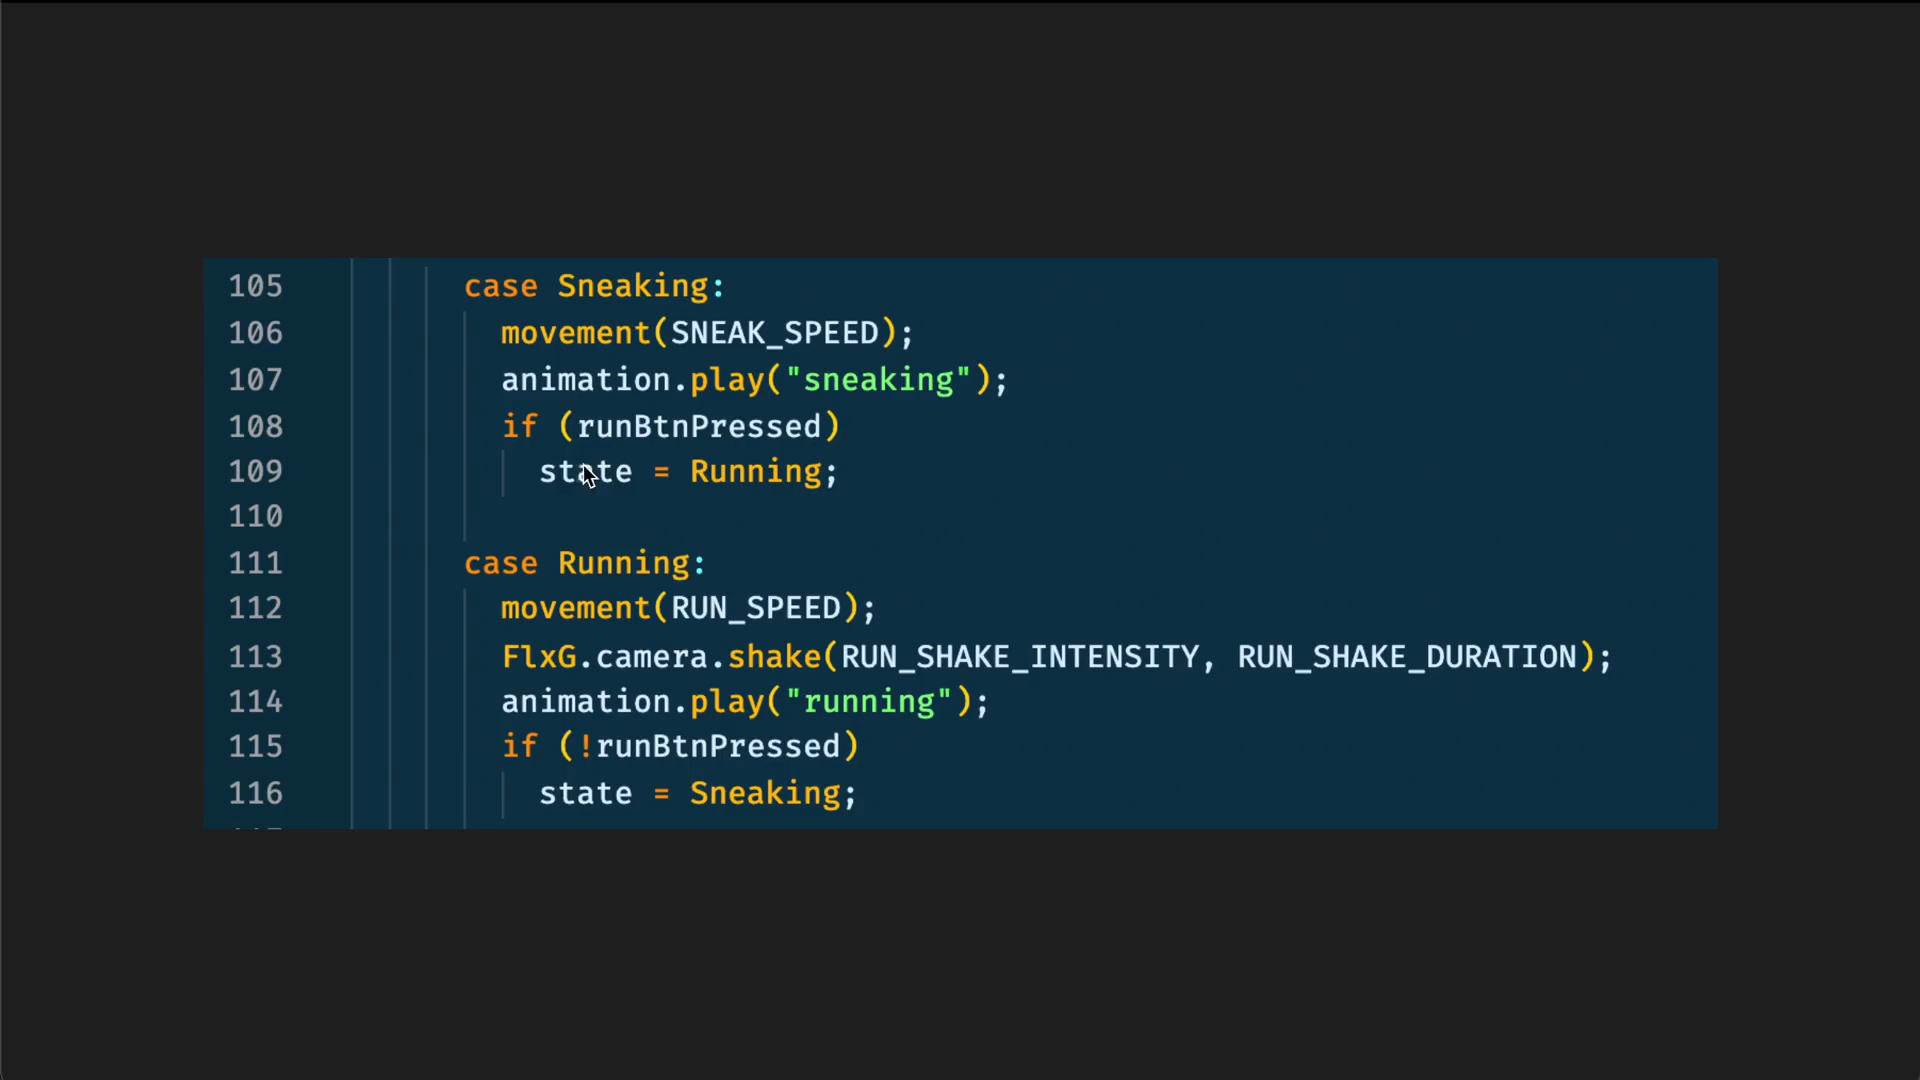 105 case Sneaking:
106 movement(SNEAK_SPEED);
107 animation.play("sneaking");
108 if (runBtnPressed)
109 state = Running;
110
111 case Running:
112 movement(RUN_SPEED);
113 FlxG.camera.shake(RUN_SHAKE_INTENSITY, RUN_SHAKE_DURATION);
114 animation.play("running");
115 if (!runBtnPressed)
116 state = Sneaking;